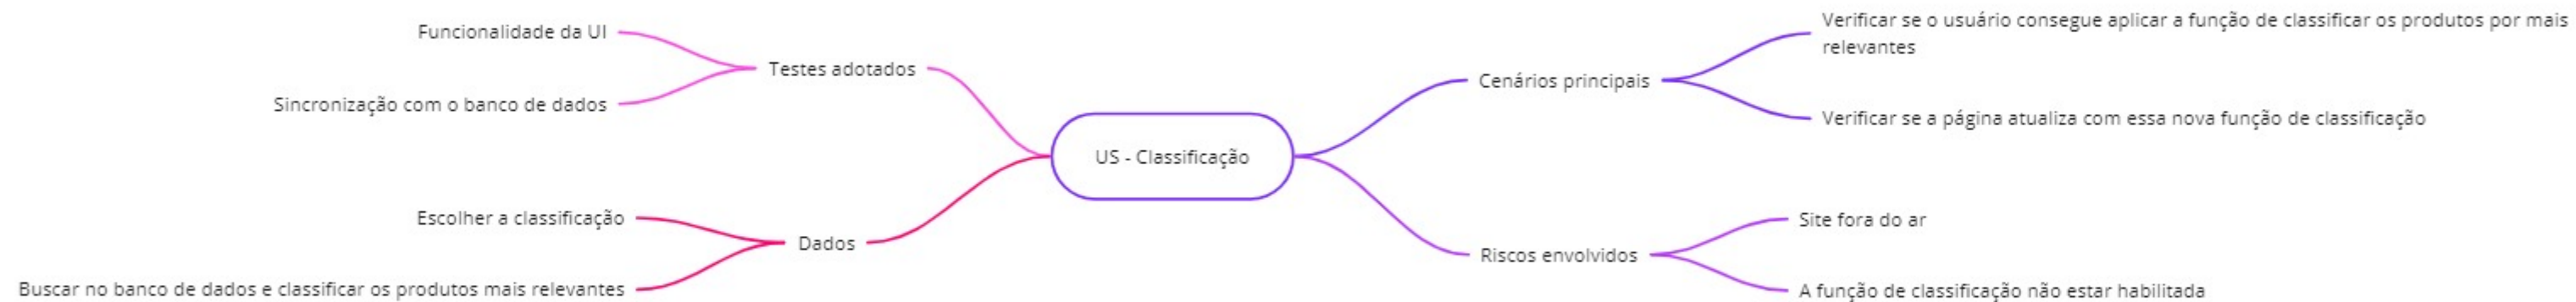 Funcionalidade da UI
Sincronização com o banco de dados
Testes adotados
Escolher a classificação
Buscar no banco de dados e classificar os produtos mais relevantes
Dados
US - Classificação
Cenários principais
Verificar se o usuário consegue aplicar a função de classificar os produtos por mais
relevantes
Verificar se a página atualiza com essa nova função de classificação
Riscos envolvidos
Site fora do ar
A função de classificação não estar habilitada